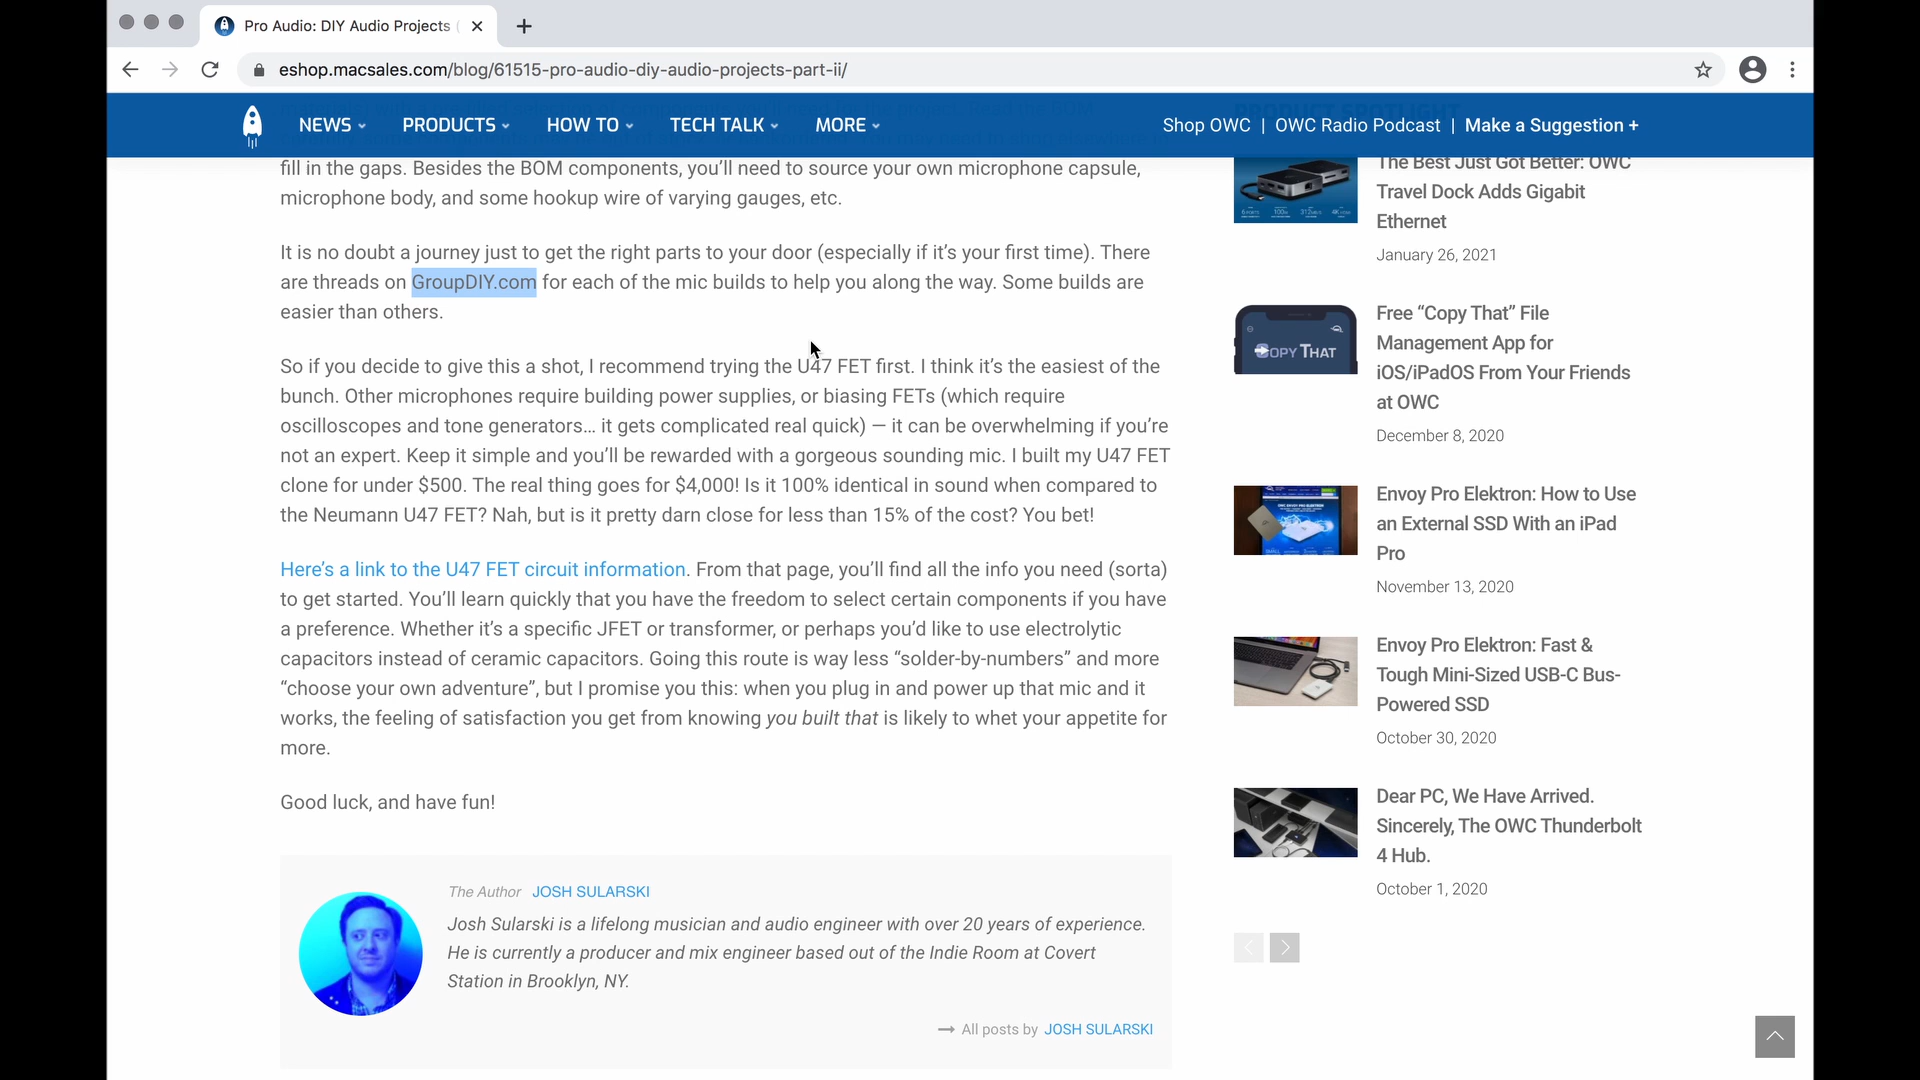 Pro Audio: DIY Audio Projects
eshop.macsales.com/blog/61515-pro-audio-diy-audio-projects-part-ii/
NEWS
PRODUCTS
HOW TO
TECH TALK
MORE
Shop OWC | OWC Radio Podcast | Make a Suggestion +
fill in the gaps. Besides the BOM components, you’ll need to source your own microphone capsule,
microphone body, and some hookup wire of varying gauges, etc.
It is no doubt a journey just to get the right parts to your door (especially if it’s your first time). There
are threads on GroupDIY.com for each of the mic builds to help you along the way. Some builds are
easier than others.
So if you decide to give this a shot, I recommend trying the U47 FET first. I think it’s the easiest of the
bunch. Other microphones require building power supplies, or biasing FETs (which require
oscilloscopes and tone generators… it gets complicated real quick) — it can be overwhelming if you’re
not an expert. Keep it simple and you’ll be rewarded with a gorgeous sounding mic. I built my U47 FET
clone for under $500. The real thing goes for $4,000! Is it 100% identical in sound when compared to
the Neumann U47 FET? Nah, but is it pretty darn close for less than 15% of the cost? You bet!
Here’s a link to the U47 FET circuit information. From that page, you’ll find all the info you need (sorta)
to get started. You’ll learn quickly that you have the freedom to select certain components if you have
a preference. Whether it’s a specific JFET or transformer, or perhaps you’d like to use electrolytic
capacitors instead of ceramic capacitors. Going this route is way less “solder-by-numbers” and more
“choose your own adventure”, but I promise you this: when you plug in and power up that mic and it
works, the feeling of satisfaction you get from knowing you built that is likely to whet your appetite for
more.
Good luck, and have fun!
The Author JOSH SULARSKI
Josh Sularski is a lifelong musician and audio engineer with over 20 years of experience.
He is currently a producer and mix engineer based out of the Indie Room at Covert
Station in Brooklyn, NY.
All posts by JOSH SULARSKI
PRODUCT SPOTLIGHT
The Best Just Got Better: OWC
Travel Dock Adds Gigabit
Ethernet
January 26, 2021
COPY THAT
Free “Copy That” File
Management App for
iOS/iPadOS From Your Friends
at OWC
December 8, 2020
Envoy Pro Elektron: How to Use
an External SSD With an iPad
Pro
November 13, 2020
Envoy Pro Elektron: Fast &
Tough Mini-Sized USB-C Bus-
Powered SSD
October 30, 2020
Dear PC, We Have Arrived.
Sincerely, The OWC Thunderbolt
4 Hub.
October 1, 2020